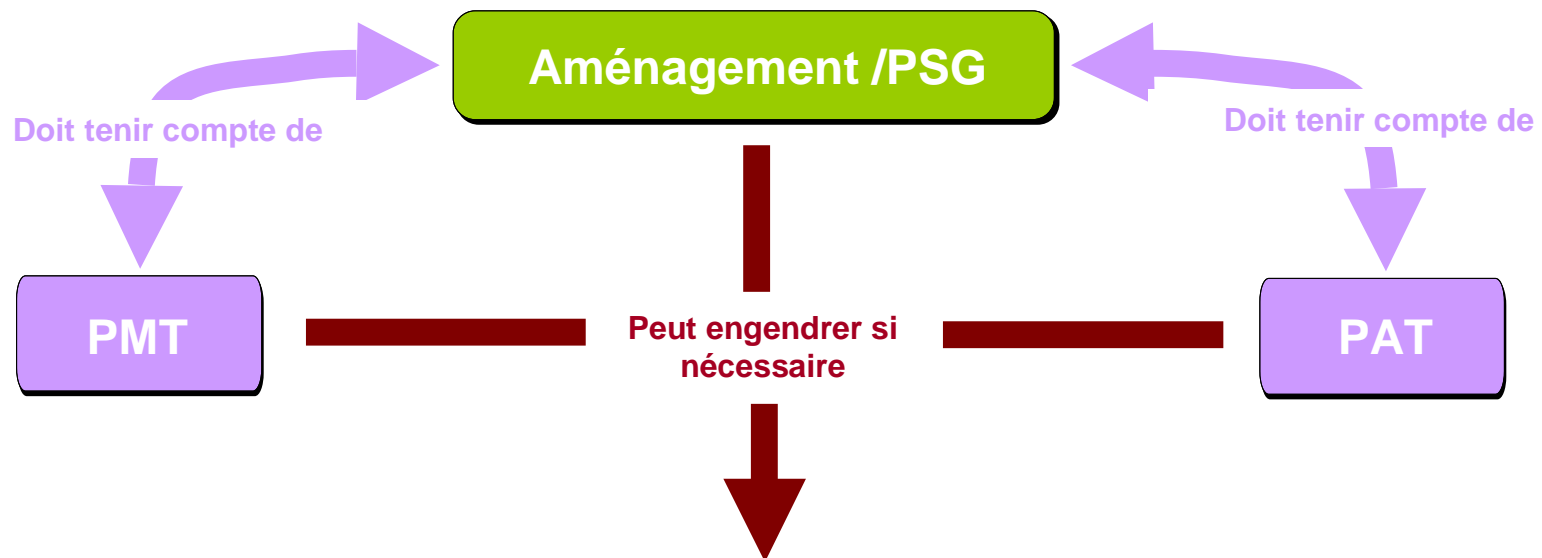 Aménagement /PSG
Doit tenir compte de
Doit tenir compte de
PMT
Peut engendrer si
nécessaire
PAT